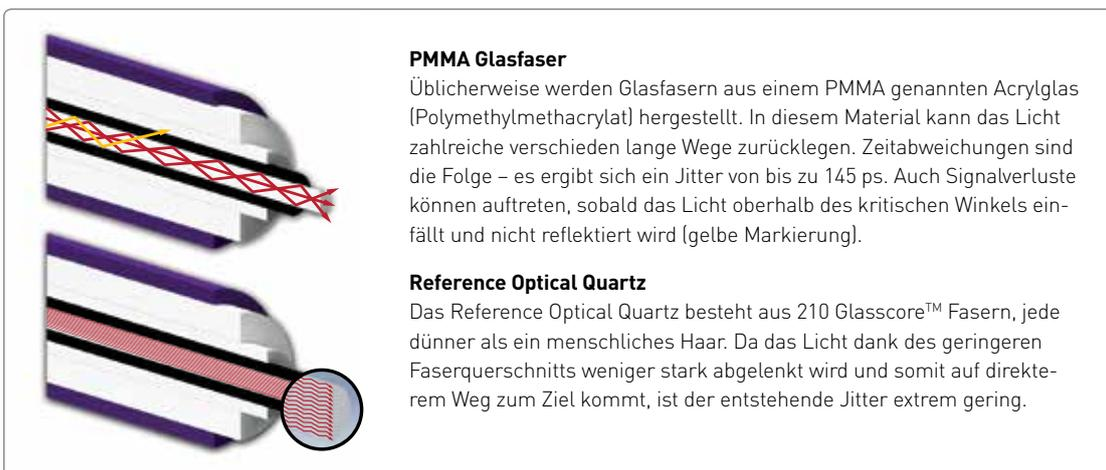 PMMA Glasfaser
Üblicherweise werden Glasfasern aus einem PMMA genannten Acrylglas
(Polymethylmethacrylat) hergestellt. In diesem Material kann das Licht
zahlreiche verschieden lange Wege zurücklegen. Zeitabweichungen sind
die Folge – es ergibt sich ein Jitter von bis zu 145 ps. Auch Signalverluste
können auftreten, sobald das Licht oberhalb des kritischen Winkels ein-
fällt und nicht reflektiert wird (gelbe Markierung).
Reference Optical Quartz
Das Reference Optical Quartz besteht aus 210 Glasscore™ Fasern, jede
dünner als ein menschliches Haar. Da das Licht dank des geringeren
Faserquerschnitts weniger stark abgelenkt wird und somit auf direkte-
rem Weg zum Ziel kommt, ist der entstehende Jitter extrem gering.